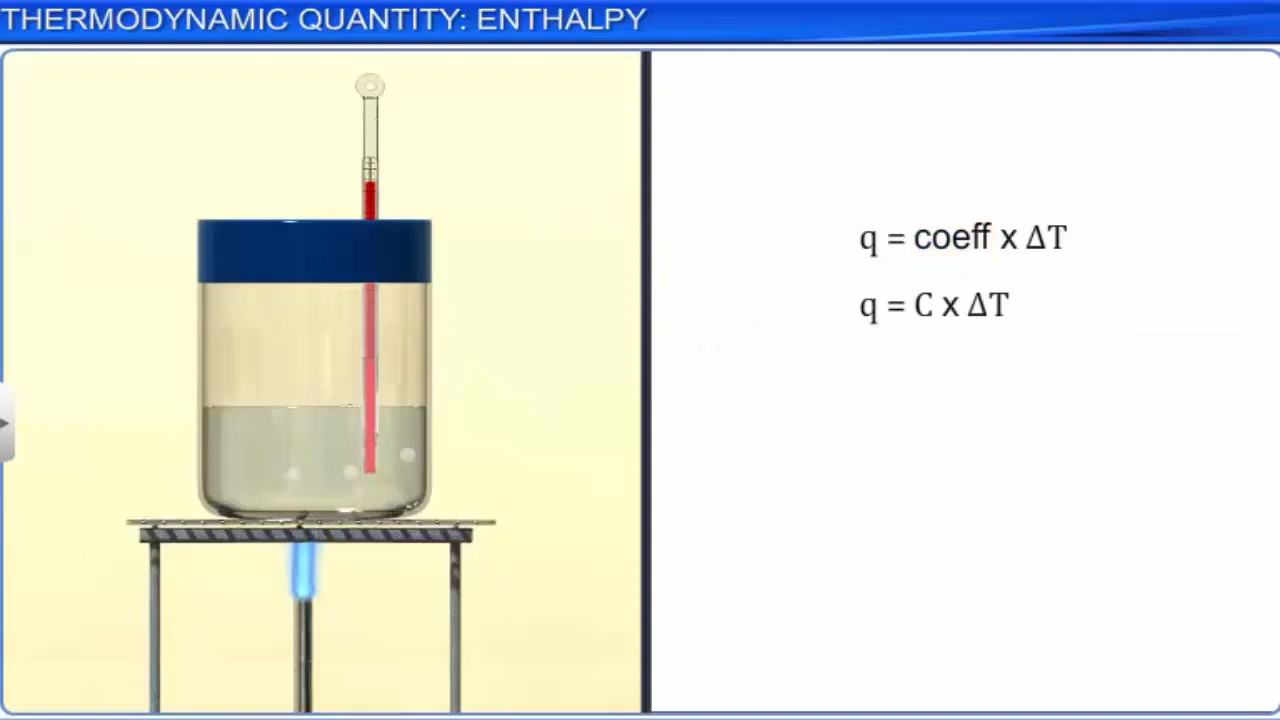 THERMODYNAMIC QUANTITY: ENTHALPY
q = coeff x ΔT
q = C x ΔT